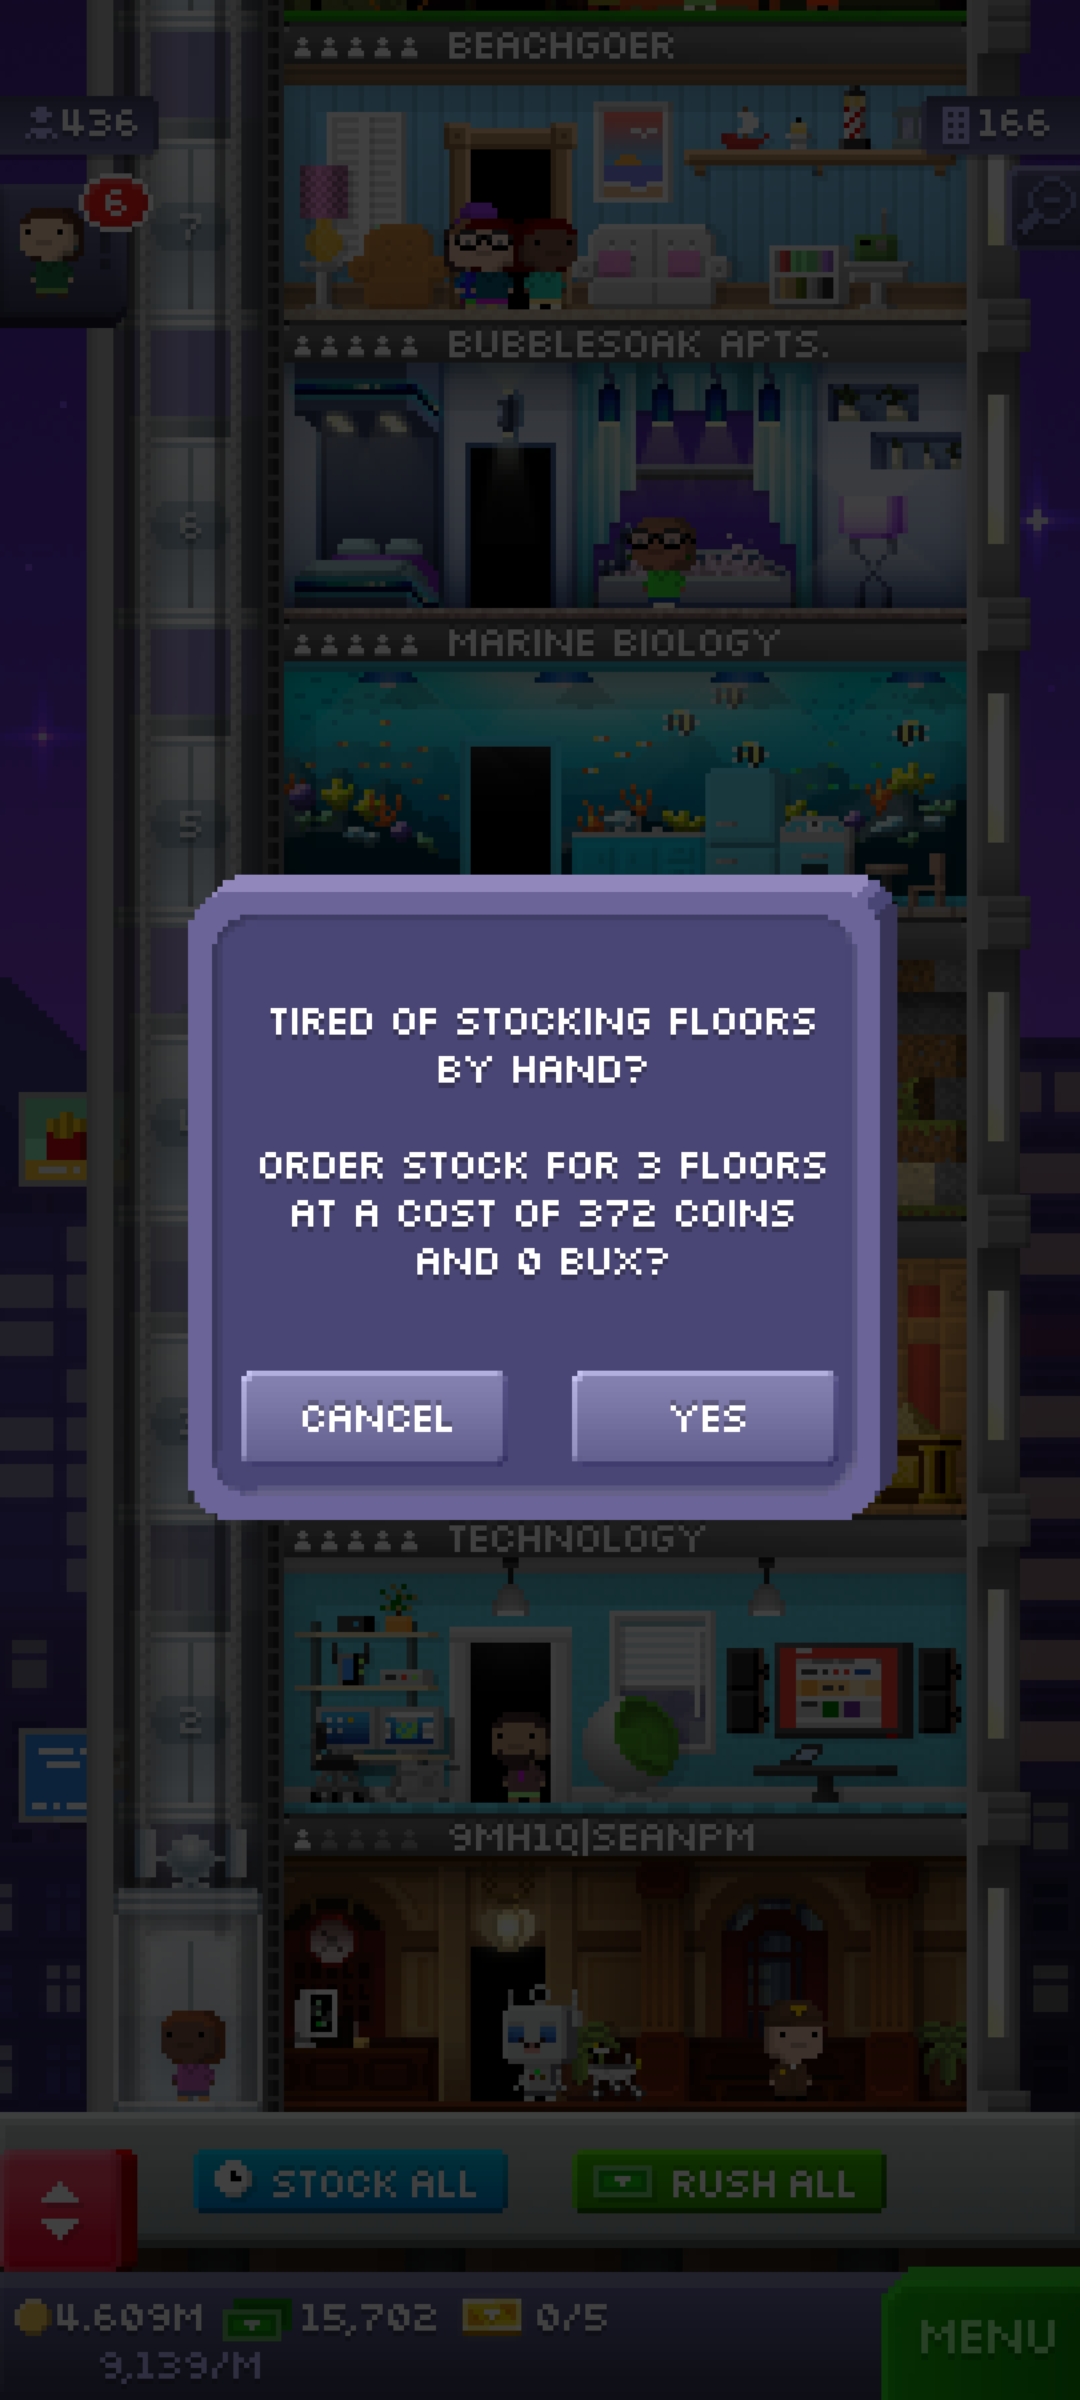 BEACHGOER
436
166
6
7
BUBBLESOAK APTS.
6
MARINE BIOLOGY
5
TIRED OF STOCKING FLOORS
BY HAND?
ORDER STOCK FOR 3 FLOORS
AT A COST OF 372 COINS
AND 0 BUX?
CANCEL
YES
TECHNOLOGY
2
9MH1Q|SEANPM
STOCK ALL
RUSH ALL
4.609M
15,702
0/5
9,139/M
MENU